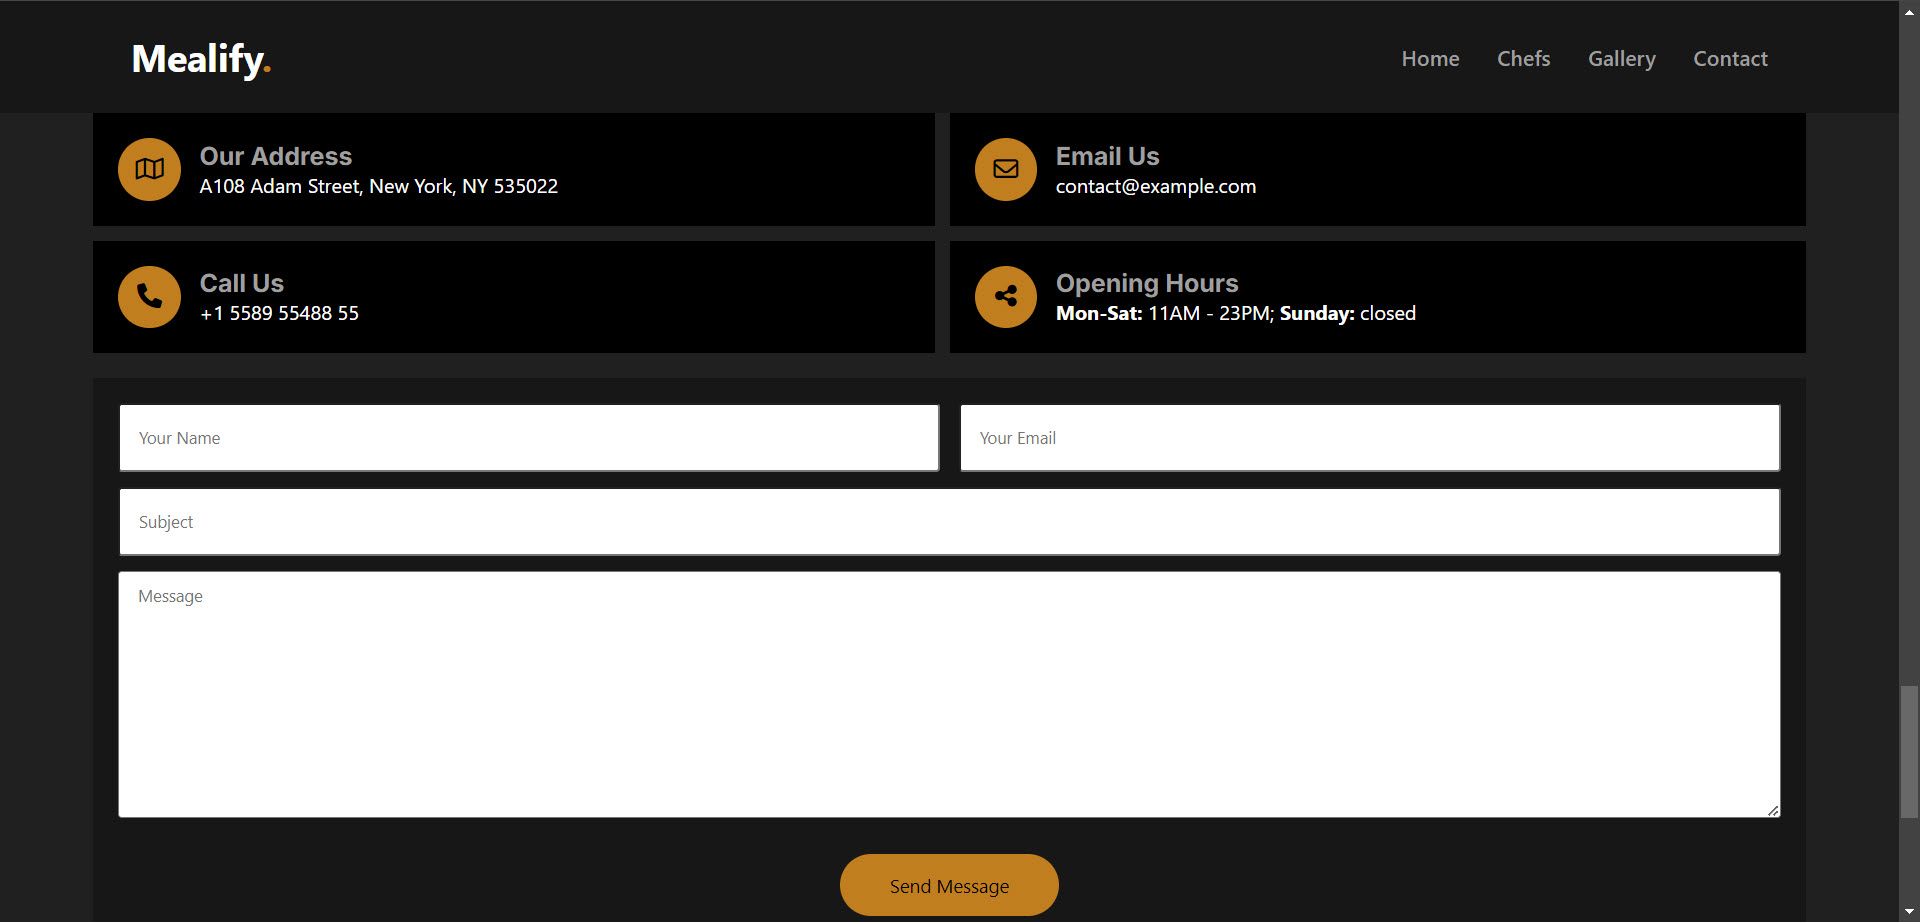 Mealify.
Home Chefs Gallery Contact
Our Address
A108 Adam Street, New York, NY 535022
Email Us
contact@example.com
Call Us
+1 5589 55488 55
Opening Hours
Mon-Sat: 11AM - 23PM; Sunday: closed
Your Name
Your Email
Subject
Message
Send Message